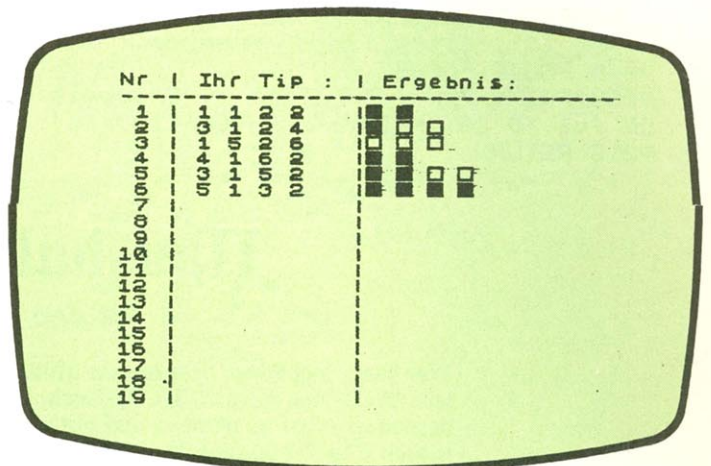 Nr | Ihr Tip : | Ergebnis:
1 | 1 1 2 2 | ■ ■
2 | 3 1 2 4 | ■ □ □
3 | 1 5 2 6 | □ □ □
4 | 4 1 6 2 | ■ ■
5 | 3 1 5 2 | ■ ■ □ □
6 | 5 1 3 2 | ■ ■ ■ ■
7 | |
8 | |
9 | |
10 | |
11 | |
12 | |
13 | |
14 | |
15 | |
16 | |
17 | |
18 | |
19 | |